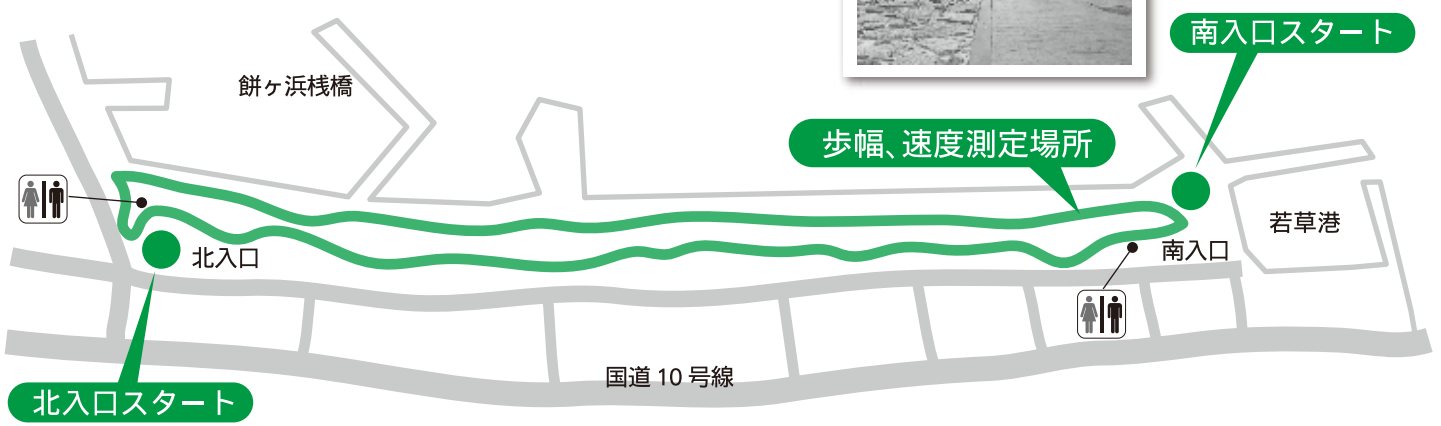 南入口スタート
餅ヶ浜桟橋
歩幅、速度測定場所
若草港
北入口
南入口
国道10号線
北入口スタート